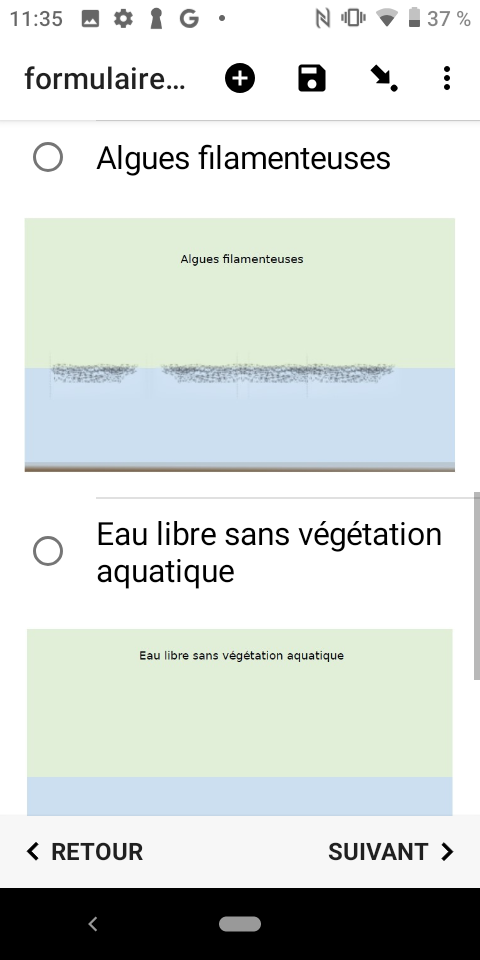 11:35
37 %
formulaire...
Algues filamenteuses
Algues filamenteuses
Eau libre sans végétation
aquatique
Eau libre sans végétation aquatique
RETOUR
SUIVANT